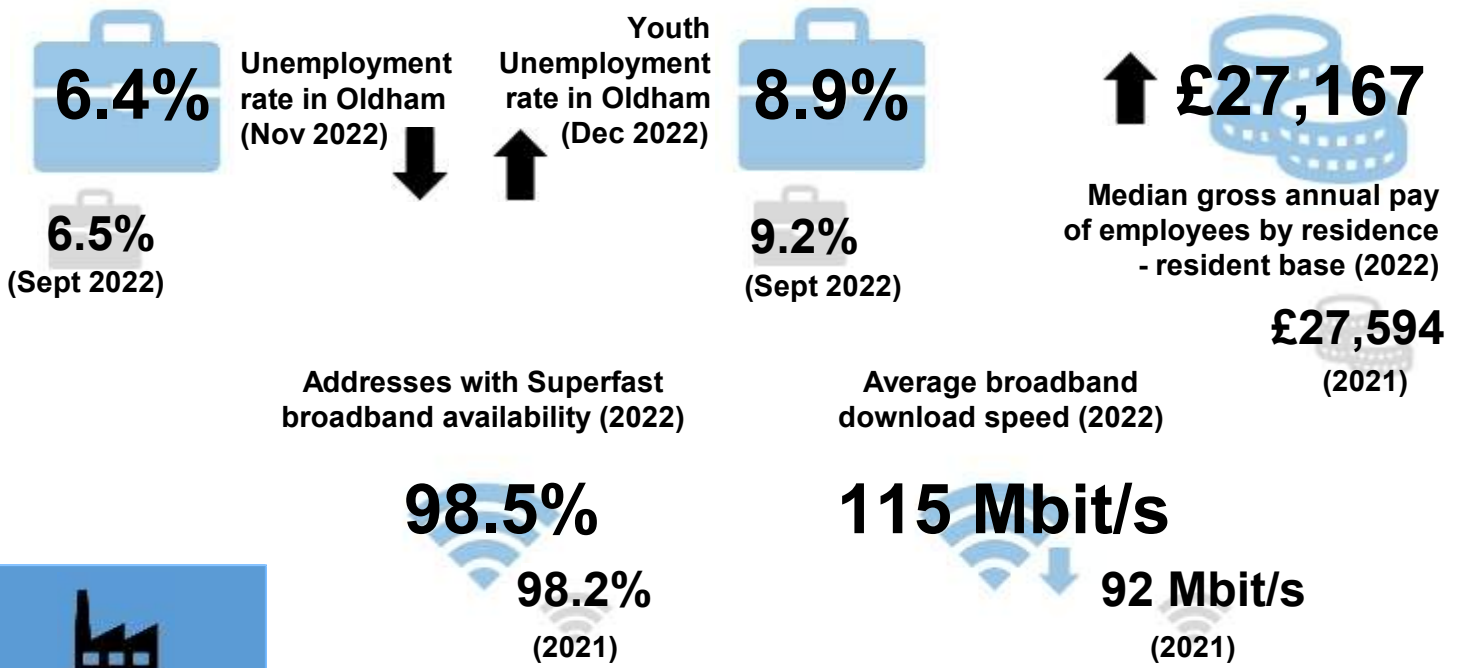 6.4%
Unemployment
rate in Oldham
(Nov 2022)
6.5%
(Sept 2022)
Youth
Unemployment
rate in Oldham
(Dec 2022)
8.9%
9.2%
(Sept 2022)
£27,167
Median gross annual pay
of employees by residence
- resident base (2022)
£27,594
(2021)
Addresses with Superfast
broadband availability (2022)
98.5%
98.2%
(2021)
Average broadband
download speed (2022)
115 Mbit/s
92 Mbit/s
(2021)